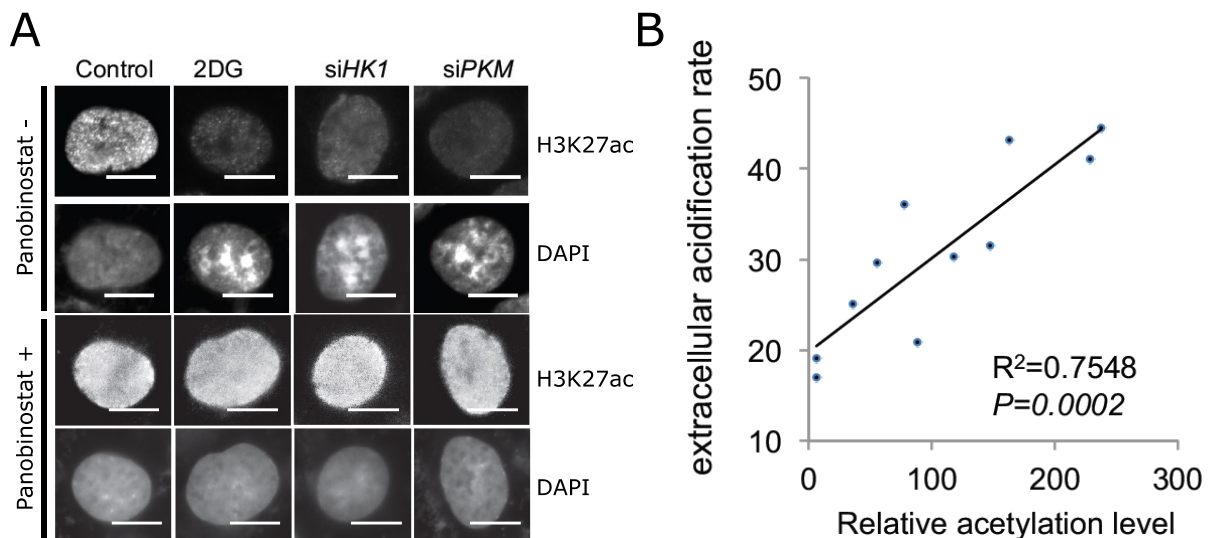 A
Control 2DG siHK1 siPKM
Panobinostat -
H3K27ac
DAPI
Panobinostat +
H3K27ac
DAPI
B
extracellular acidification rate
50
40
30
20
10
R²=0.7548
P=0.0002
0 100 200 300
Relative acetylation level